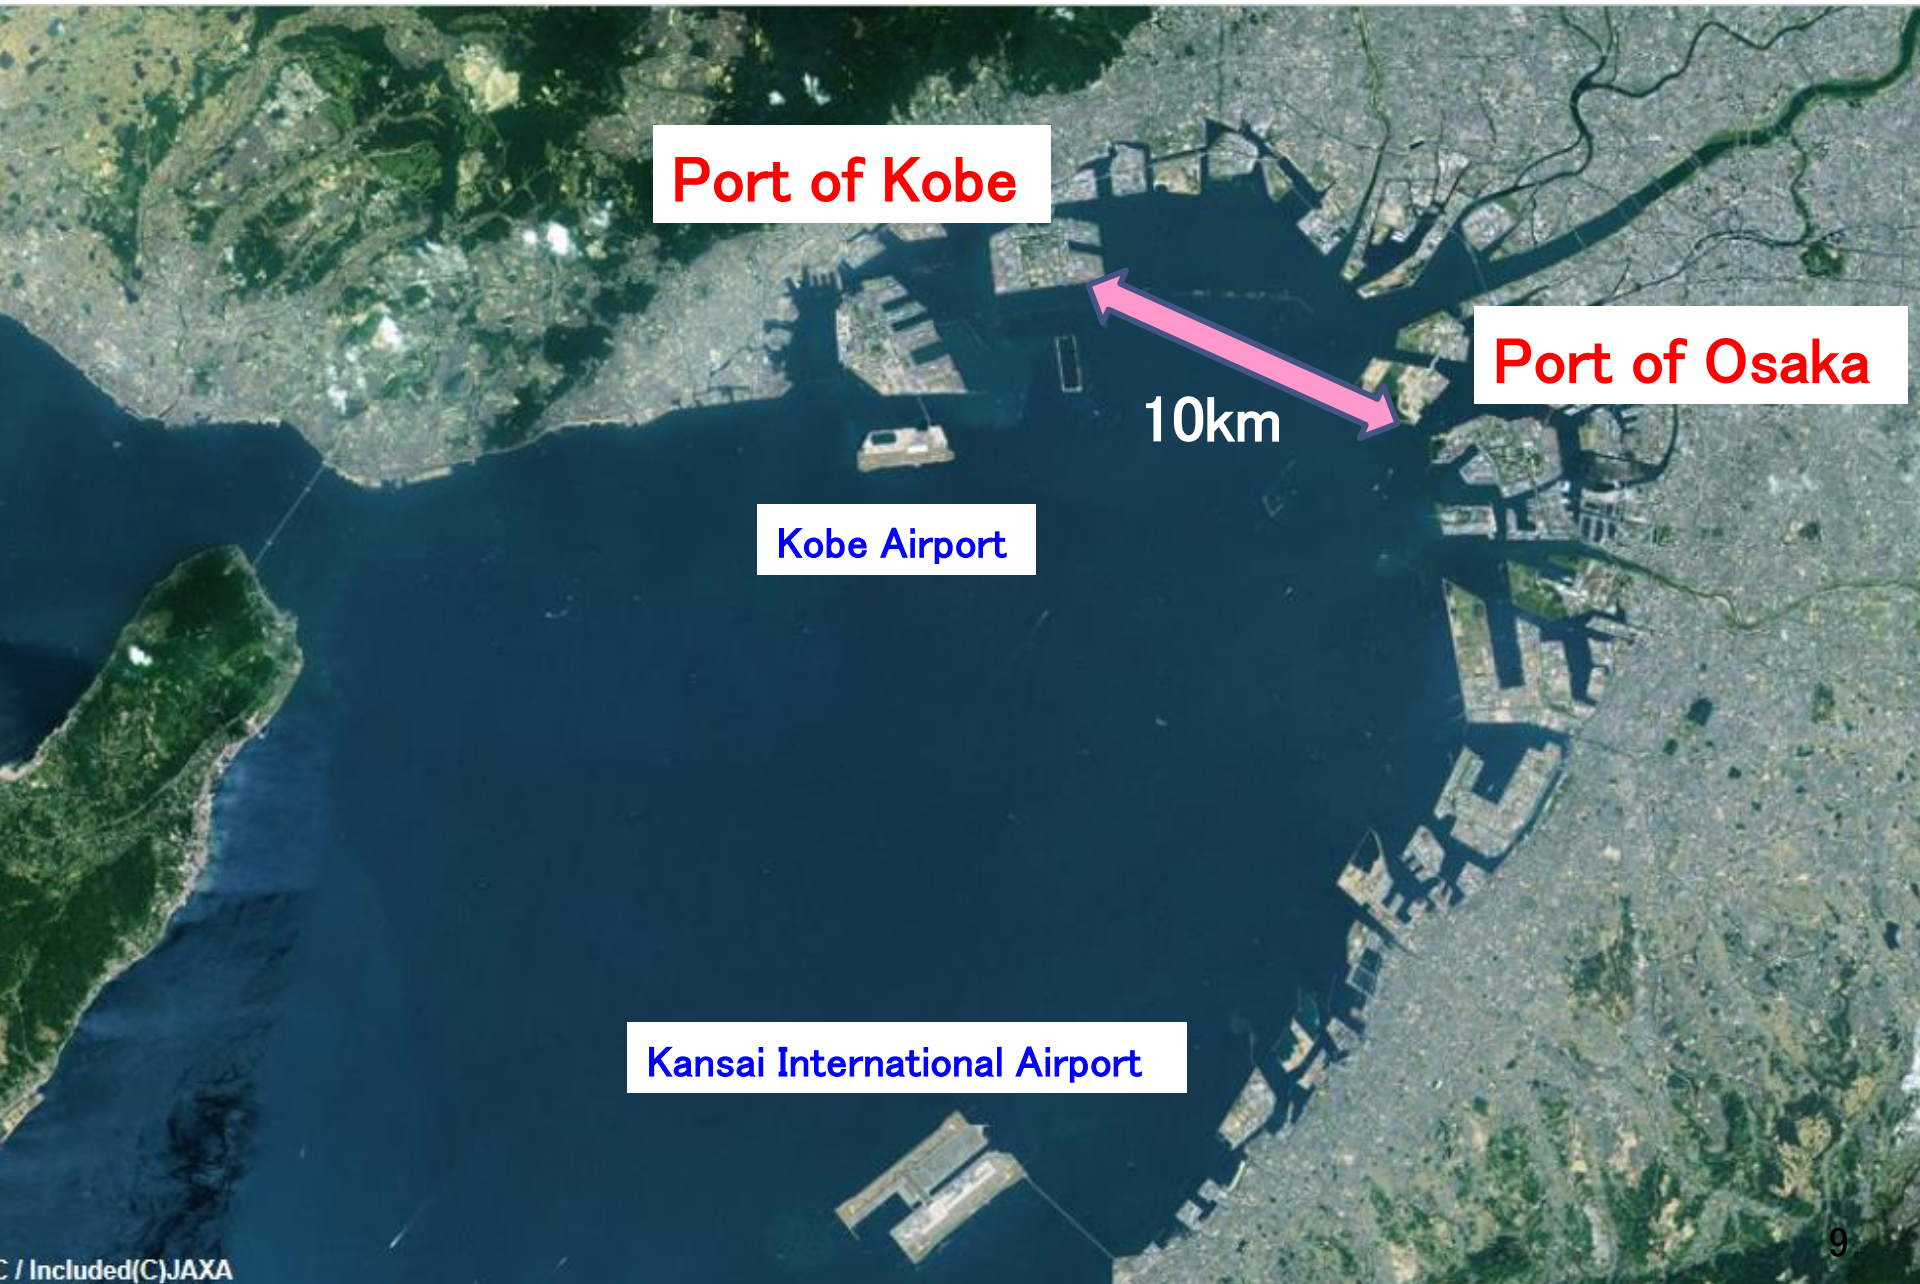 Port of Kobe
Port of Osaka
10km
Kobe Airport
Kansai International Airport
9
C / Included(C)JAXA